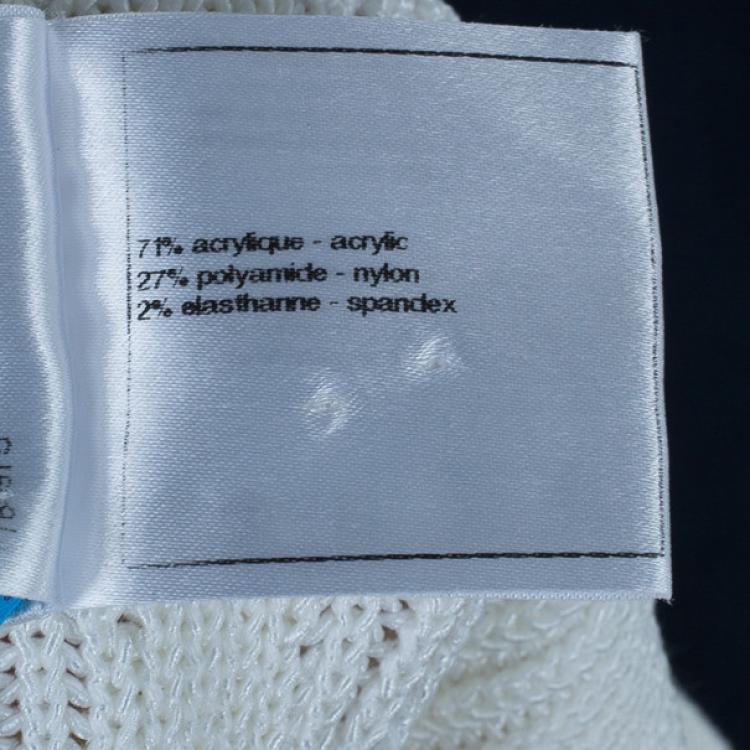 71% acrylique - acrylic
27% polyamide - nylon
2% elasthanne - spandex